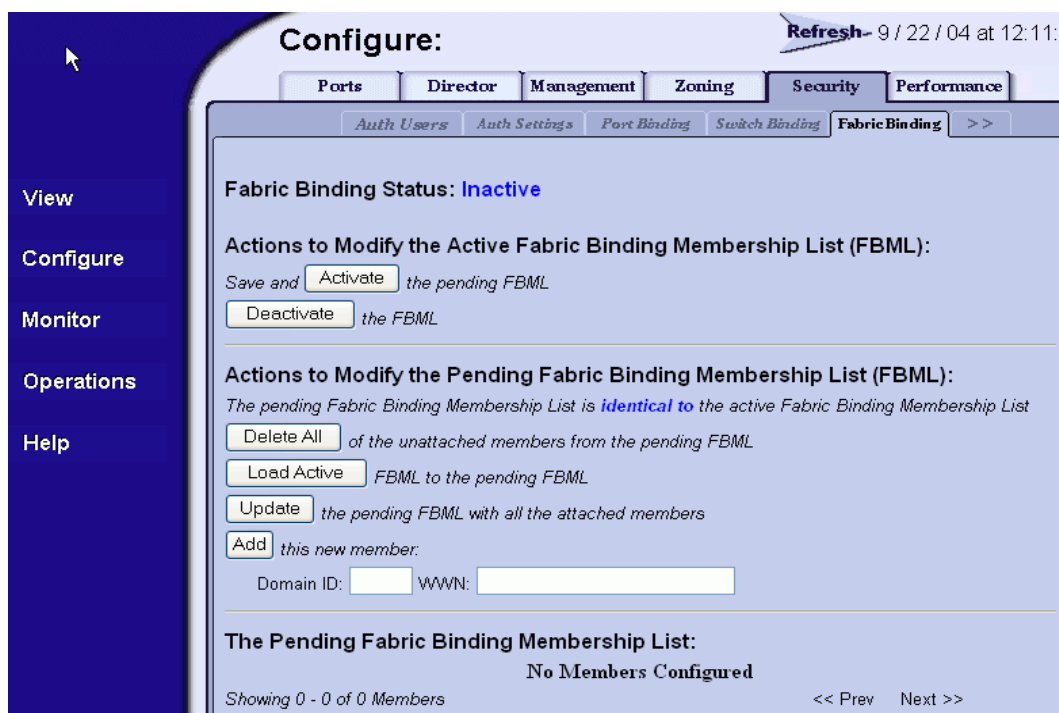 Configure:
Refresh- 9 / 22 / 04 at 12:11:
Ports Director Management Zoning Security Performance
Auth Users Auth Settings Port Binding Switch Binding Fabric Binding >>
View
Configure
Monitor
Operations
Help
Fabric Binding Status: Inactive
Actions to Modify the Active Fabric Binding Membership List (FBML):
Save and Activate the pending FBML
Deactivate the FBML
Actions to Modify the Pending Fabric Binding Membership List (FBML):
The pending Fabric Binding Membership List is identical to the active Fabric Binding Membership List
Delete All of the unattached members from the pending FBML
Load Active FBML to the pending FBML
Update the pending FBML with all the attached members
Add this new member:
Domain ID: WWN:
The Pending Fabric Binding Membership List:
No Members Configured
Showing 0 - 0 of 0 Members << Prev Next >>